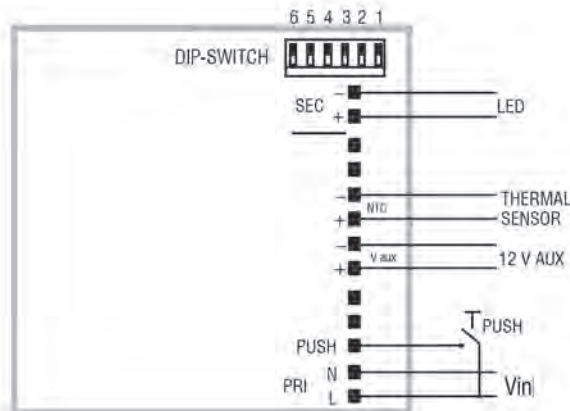 6 5 4 3 2 1
DIP-SWITCH
SEC
−
+
LED
−
+
NTC
THERMAL
SENSOR
−
+
V aux
12 V AUX
PUSH
PUSH
PRI
N
L
Vin